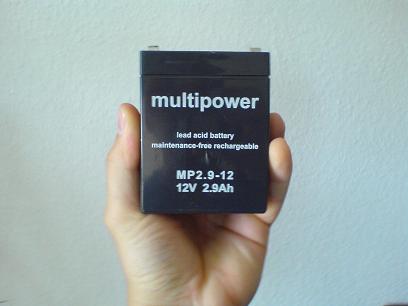 multipower
lead acid battery
maintenance-free rechargeable
MP2.9-12
12V 2.9Ah